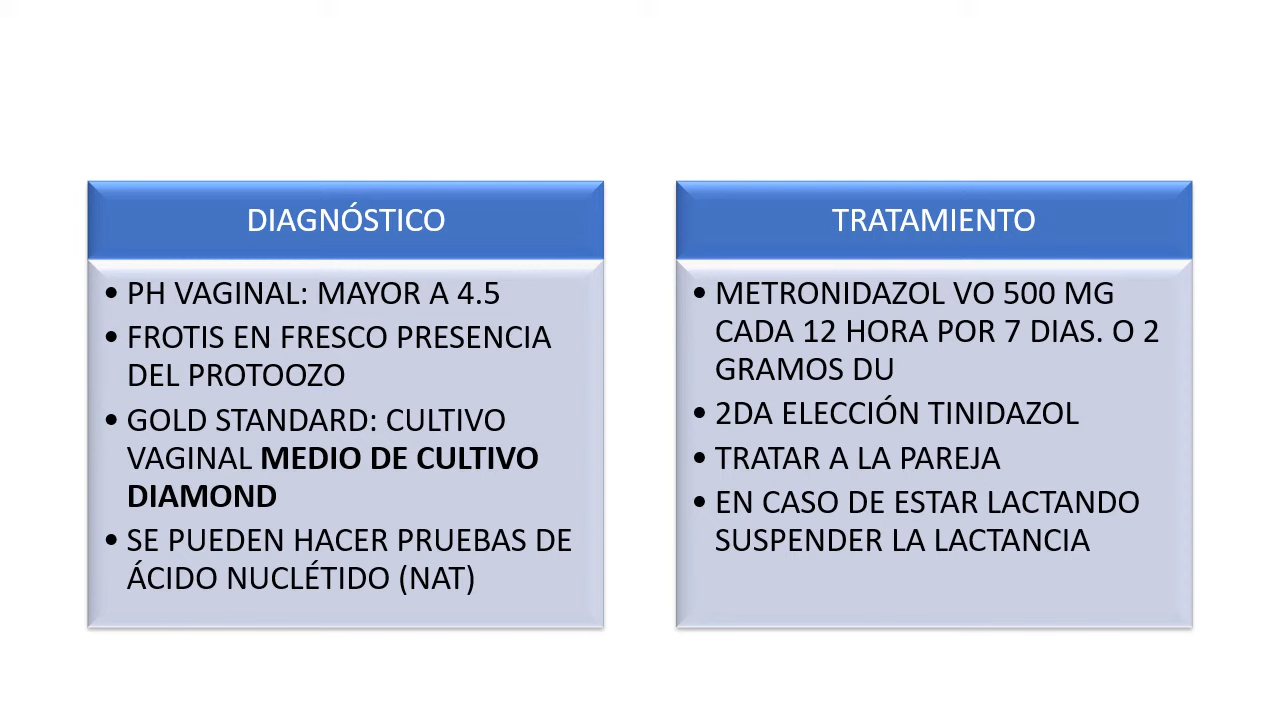 DIAGNÓSTICO
• PH VAGINAL: MAYOR A 4.5
• FROTIS EN FRESCO PRESENCIA
DEL PROTOOZO
• GOLD STANDARD: CULTIVO
VAGINAL MEDIO DE CULTIVO
DIAMOND
• SE PUEDEN HACER PRUEBAS DE
ÁCIDO NUCLÉTIDO (NAT)
TRATAMIENTO
• METRONIDAZOL VO 500 MG
CADA 12 HORA POR 7 DIAS. O 2
GRAMOS DU
• 2DA ELECCIÓN TINIDAZOL
• TRATAR A LA PAREJA
• EN CASO DE ESTAR LACTANDO
SUSPENDER LA LACTANCIA